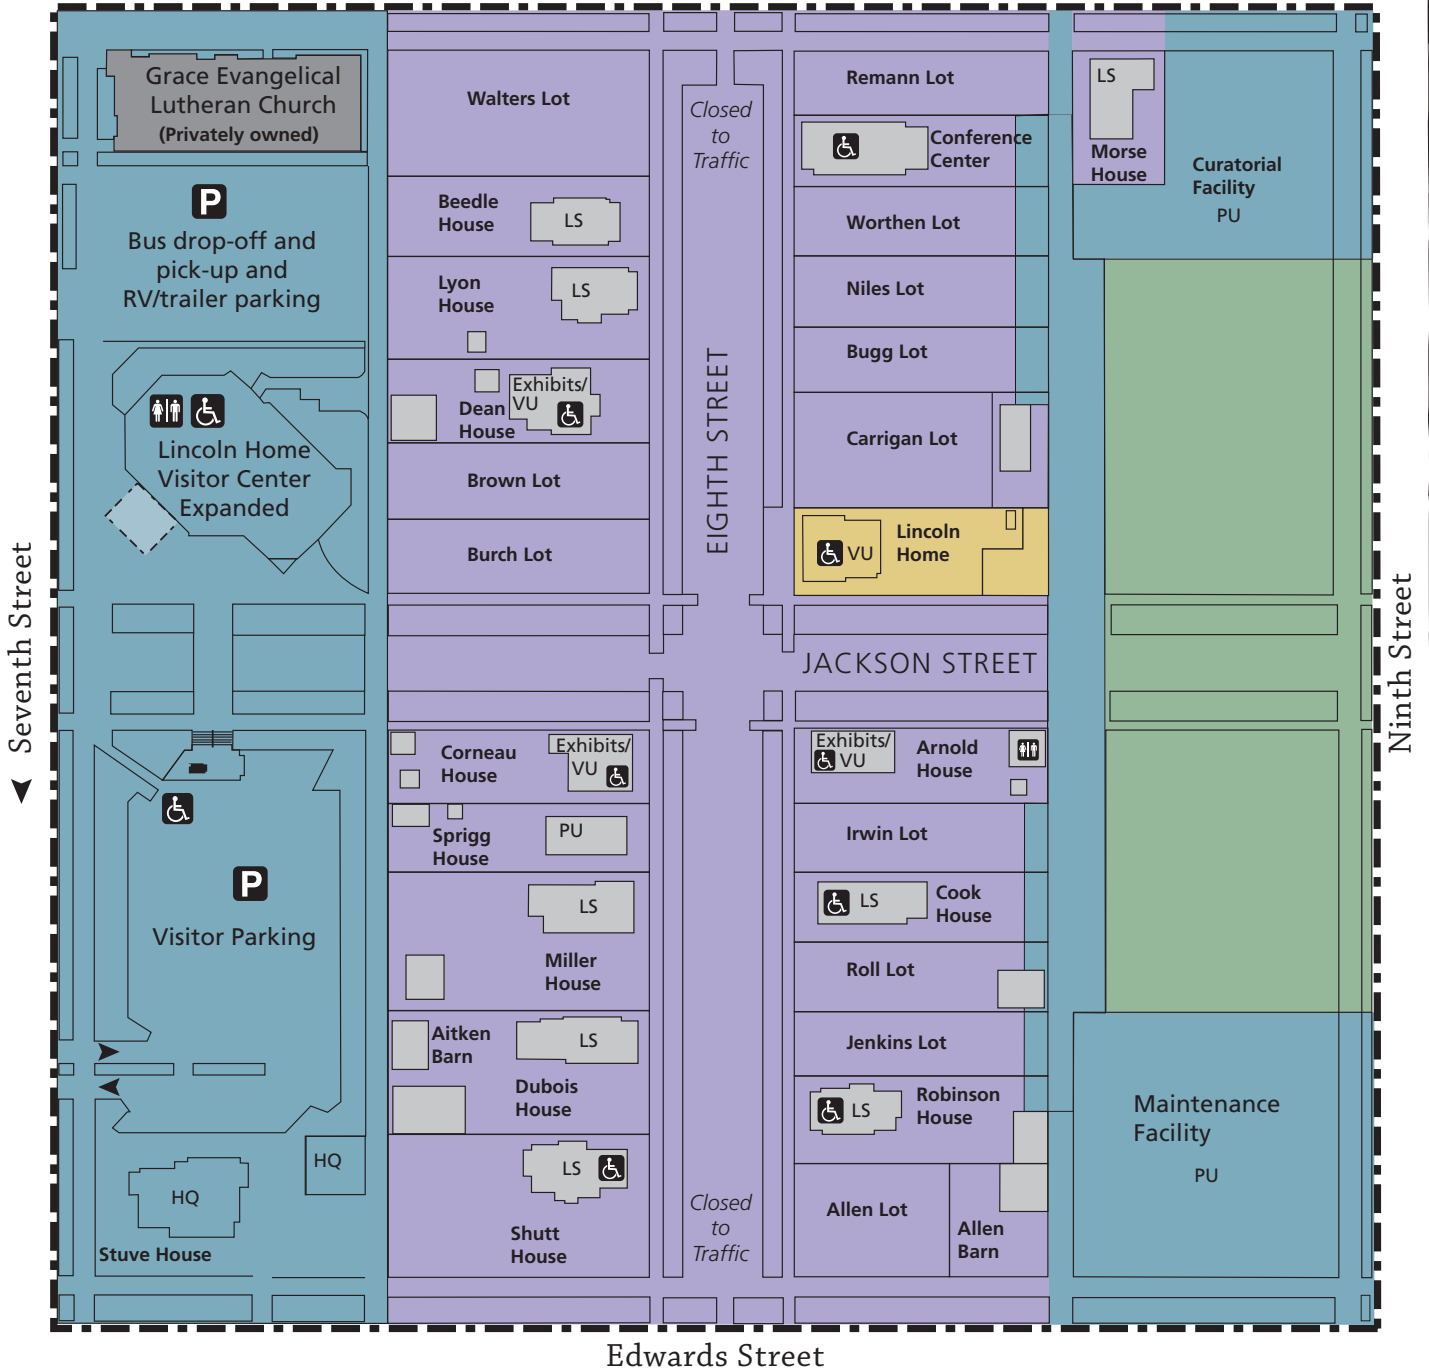 Grace Evangelical
Lutheran Church
(Privately owned)
P
Bus drop-off and
pick-up and
RV/trailer parking
Lincoln Home
Visitor Center
Expanded
Seventh Street
P
Visitor Parking
HQ
HQ
Stuve House
Walters Lot
Beedle
House
LS
Lyon
House
LS
Exhibits/
VU
Dean
House
Brown Lot
Burch Lot
Corneau
House
Exhibits/
VU
Sprigg
House
PU
LS
Miller
House
Aitken
Barn
LS
Dubois
House
LS
Shutt
House
Closed
to
Traffic
EIGHTH STREET
JACKSON STREET
Closed
to
Traffic
Remann Lot
Conference
Center
Worthen Lot
Niles Lot
Bugg Lot
Carrigan Lot
Lincoln
Home
VU
Exhibits/
VU
Arnold
House
Irwin Lot
LS
Cook
House
Roll Lot
Jenkins Lot
Robinson
House
LS
Allen Lot
Allen
Barn
LS
Morse
House
Curatorial
Facility
PU
Maintenance
Facility
PU
Ninth Street
Edwards Street